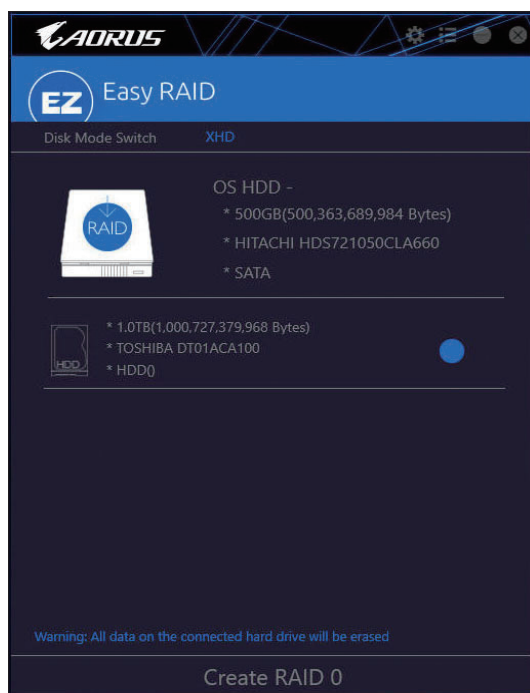 AORUS
EZ Easy RAID
Disk Mode Switch XHD
RAID
OS HDD -
* 500GB(500,363,689,984 Bytes)
* HITACHI HDS721050CLA660
* SATA
HDD
* 1.0TB(1,000,727,379,968 Bytes)
* TOSHIBA DT01ACA100
* HDD()
Warning: All data on the connected hard drive will be erased
Create RAID 0